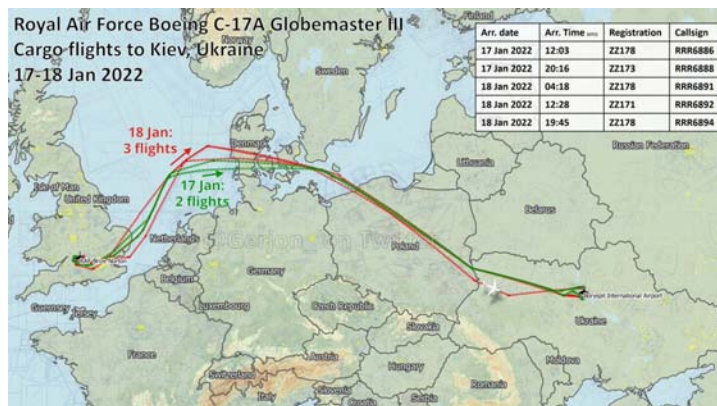 Royal Air Force Boeing C-17A Globemaster III
Cargo flights to Kiev, Ukraine
17-18 Jan 2022
Arr. date Arr. Time Registration Callsign
17 Jan 2022 12:03 ZZ178 RRR6886
17 Jan 2022 20:16 ZZ173 RRR6888
18 Jan 2022 04:18 ZZ178 RRR6891
18 Jan 2022 12:28 ZZ171 RRR6892
18 Jan 2022 19:45 ZZ178 RRR6894
Finland
Norway
Sweden
18 Jan:
3 flights
Denmark
Lithuania
Russian Federation
Isle of Man
United Kingdom
17 Jan:
2 flights
Belarus
Netherlands
Poland
Germany
Belgium
International Airport
Guernsey
Jersey
Luxembourg
Czech Republic
Ukraine
Slovakia
France
Austria
Moldova
Hungary
Switzerland
Romania
Slovenia
Italy
Croatia
Serbia